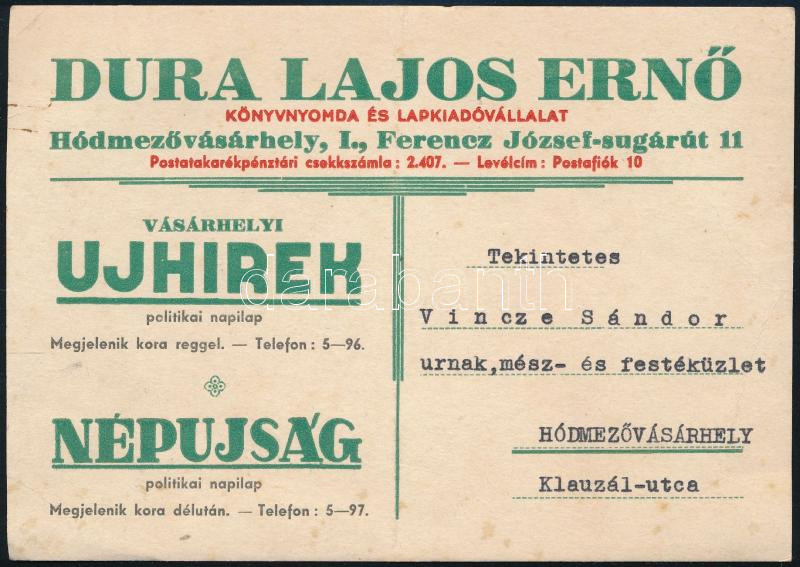 DURA LAJOS ERNŐ
KÖNYVNYOMDA ÉS LAPKIADÓVÁLLALAT
Hódmezővásárhely, I., Ferencz József-sugárút 11
Postatakarékpénztári csekkszámla: 2.407. — Levélcím: Postafiók 10
VÁSÁRHELYI
UJHIREK
politikai napilap
Megjelenik kora reggel. — Telefon: 5—96.
NÉPUJSÁG
politikai napilap
Megjelenik kora délután. — Telefon: 5—97.
Tekintetes
Vincze Sándor
urnak,mész- és festéküzlet
HÓDMEZŐVÁSÁRHELY
Klauzál-utca
darabanth